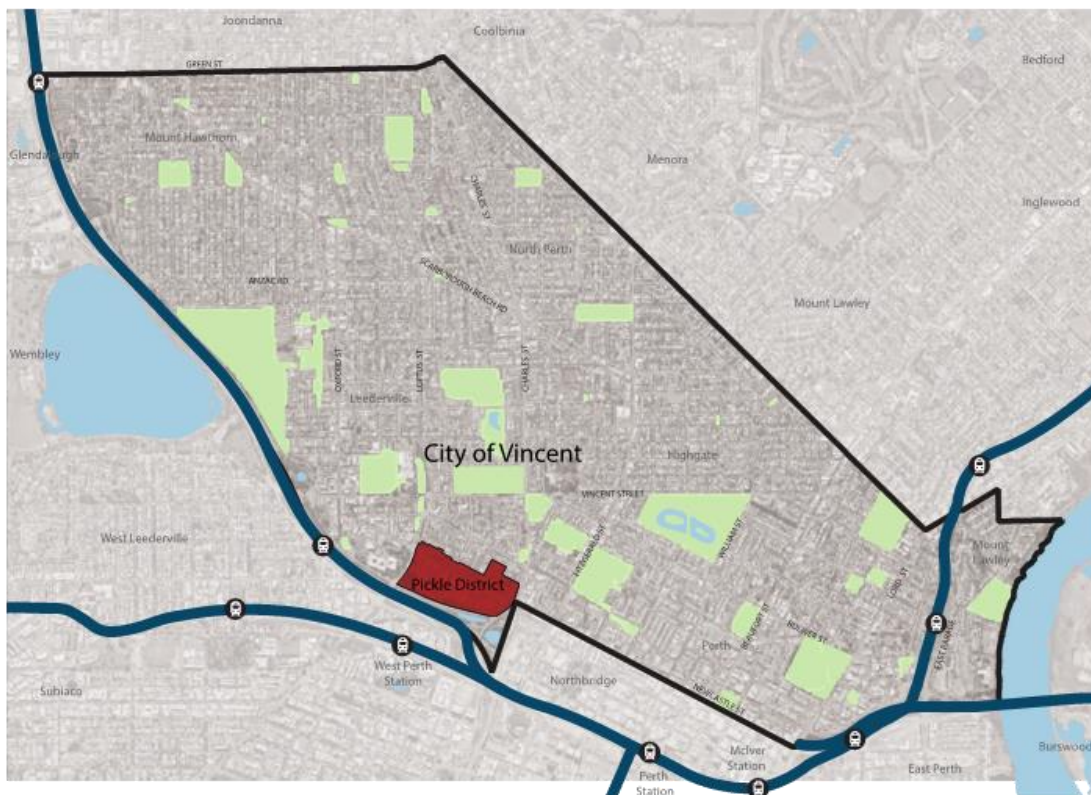 Joondanna
Coolbinia
GREEN ST
Bedford
Mount Hawthorn
Glendalough
Menora
CHARLES ST
Inglewood
North Perth
SCARBOROUGH BEACH RD
ANZAC RD
Mount Lawley
Wembley
OXFORD ST
LOFTUS ST
CHARLES ST
Leederville
City of Vincent
Highgate
VINCENT STREET
West Leederville
FITZGERALD ST
WILLIAM ST
Mount
Lawley
Pickle District
LORD ST
BEAUFORT ST
BULWER ST
EAST PARADE
Perth
West Perth
Station
Subiaco
Northbridge
NEWCASTLE ST
McIver
Station
Perth
Station
East Perth
Burswood